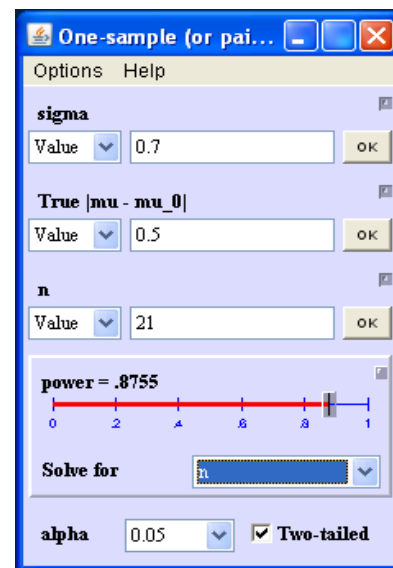 One-sample (or pai...
Options Help
sigma
Value 0.7 OK
True |mu - mu_0|
Value 0.5 OK
n
Value 21 OK
power = .8755
0 .2 .4 .6 .8 1
Solve for n
alpha 0.05 Two-tailed